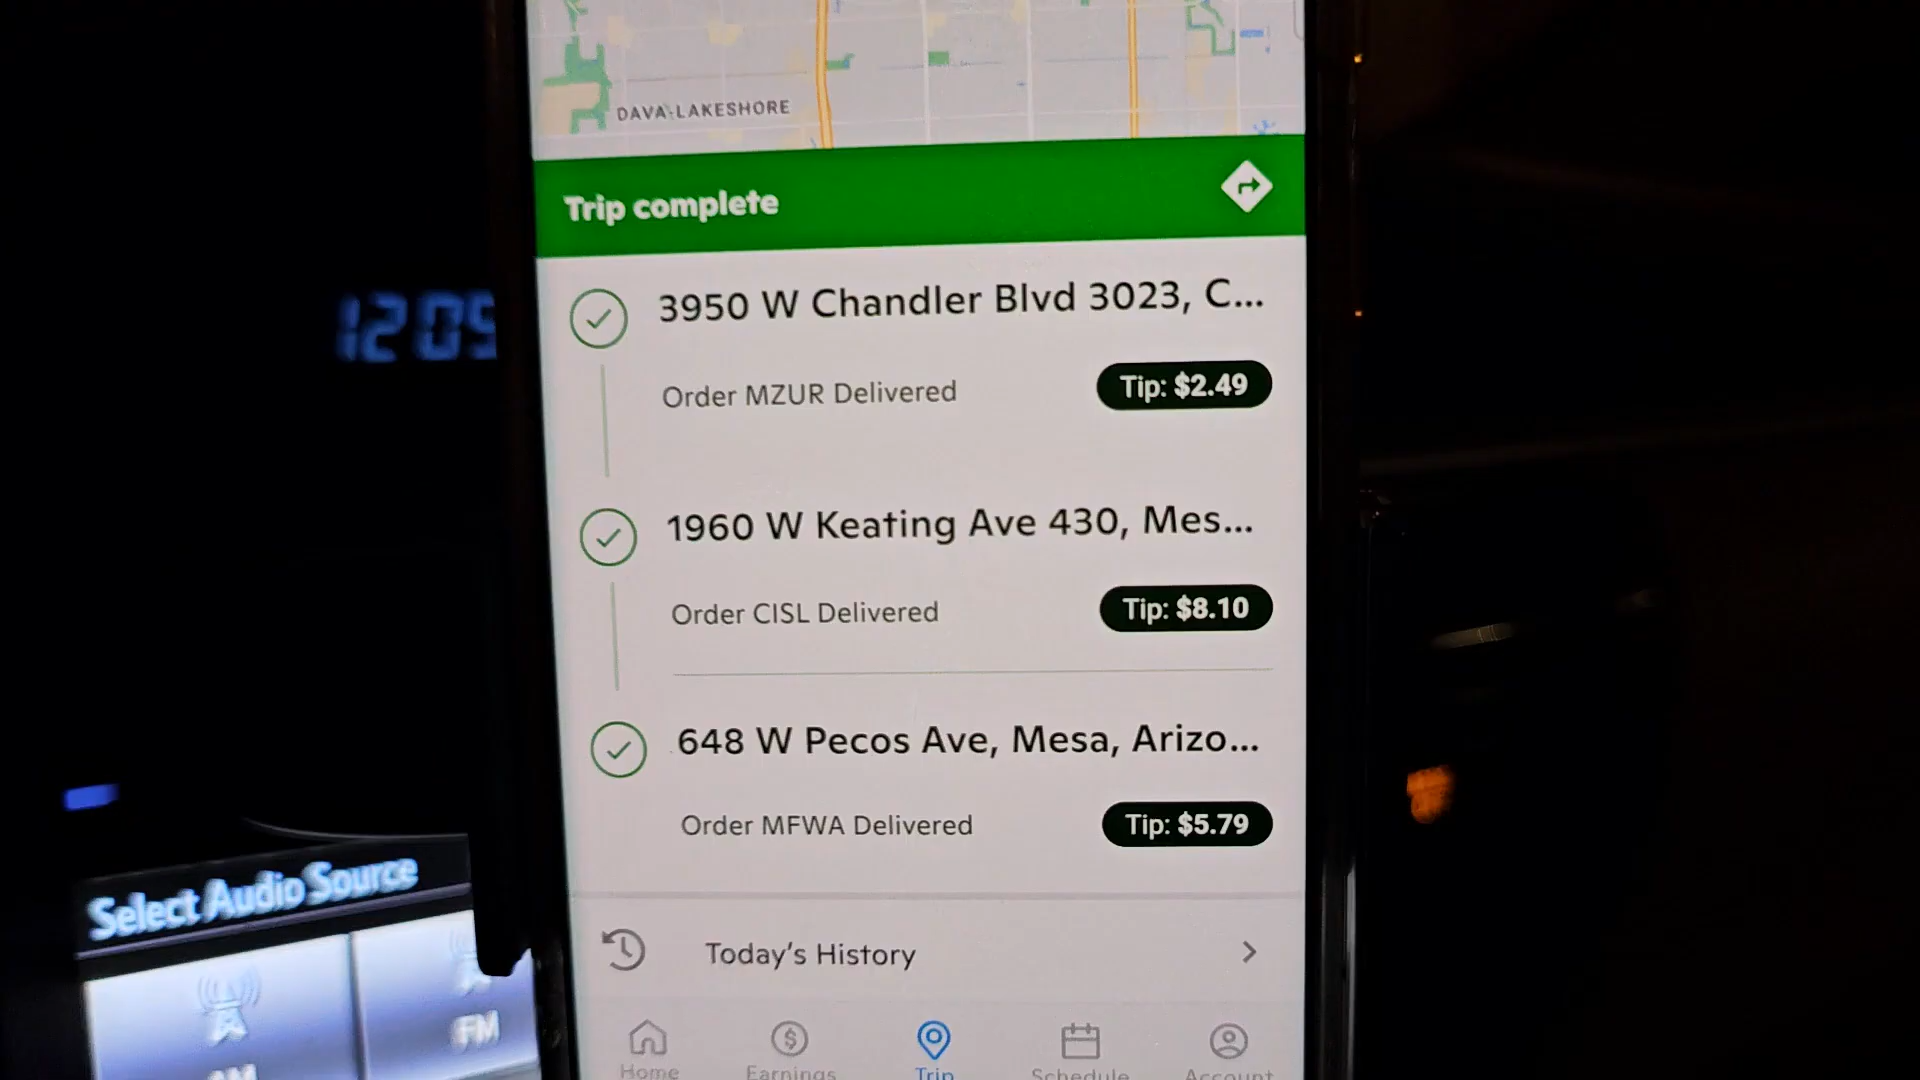 DAVA-LAKESHORE
Trip complete
3950 W Chandler Blvd 3023, C...
Order MZUR Delivered
Tip: $2.49
1960 W Keating Ave 430, Mes...
Order CISL Delivered
Tip: $8.10
648 W Pecos Ave, Mesa, Arizo...
Order MFWA Delivered
Tip: $5.79
Today's History
Home
Earnings
Trip
Schedule
Account
1205
Select Audio Source
AM
FM